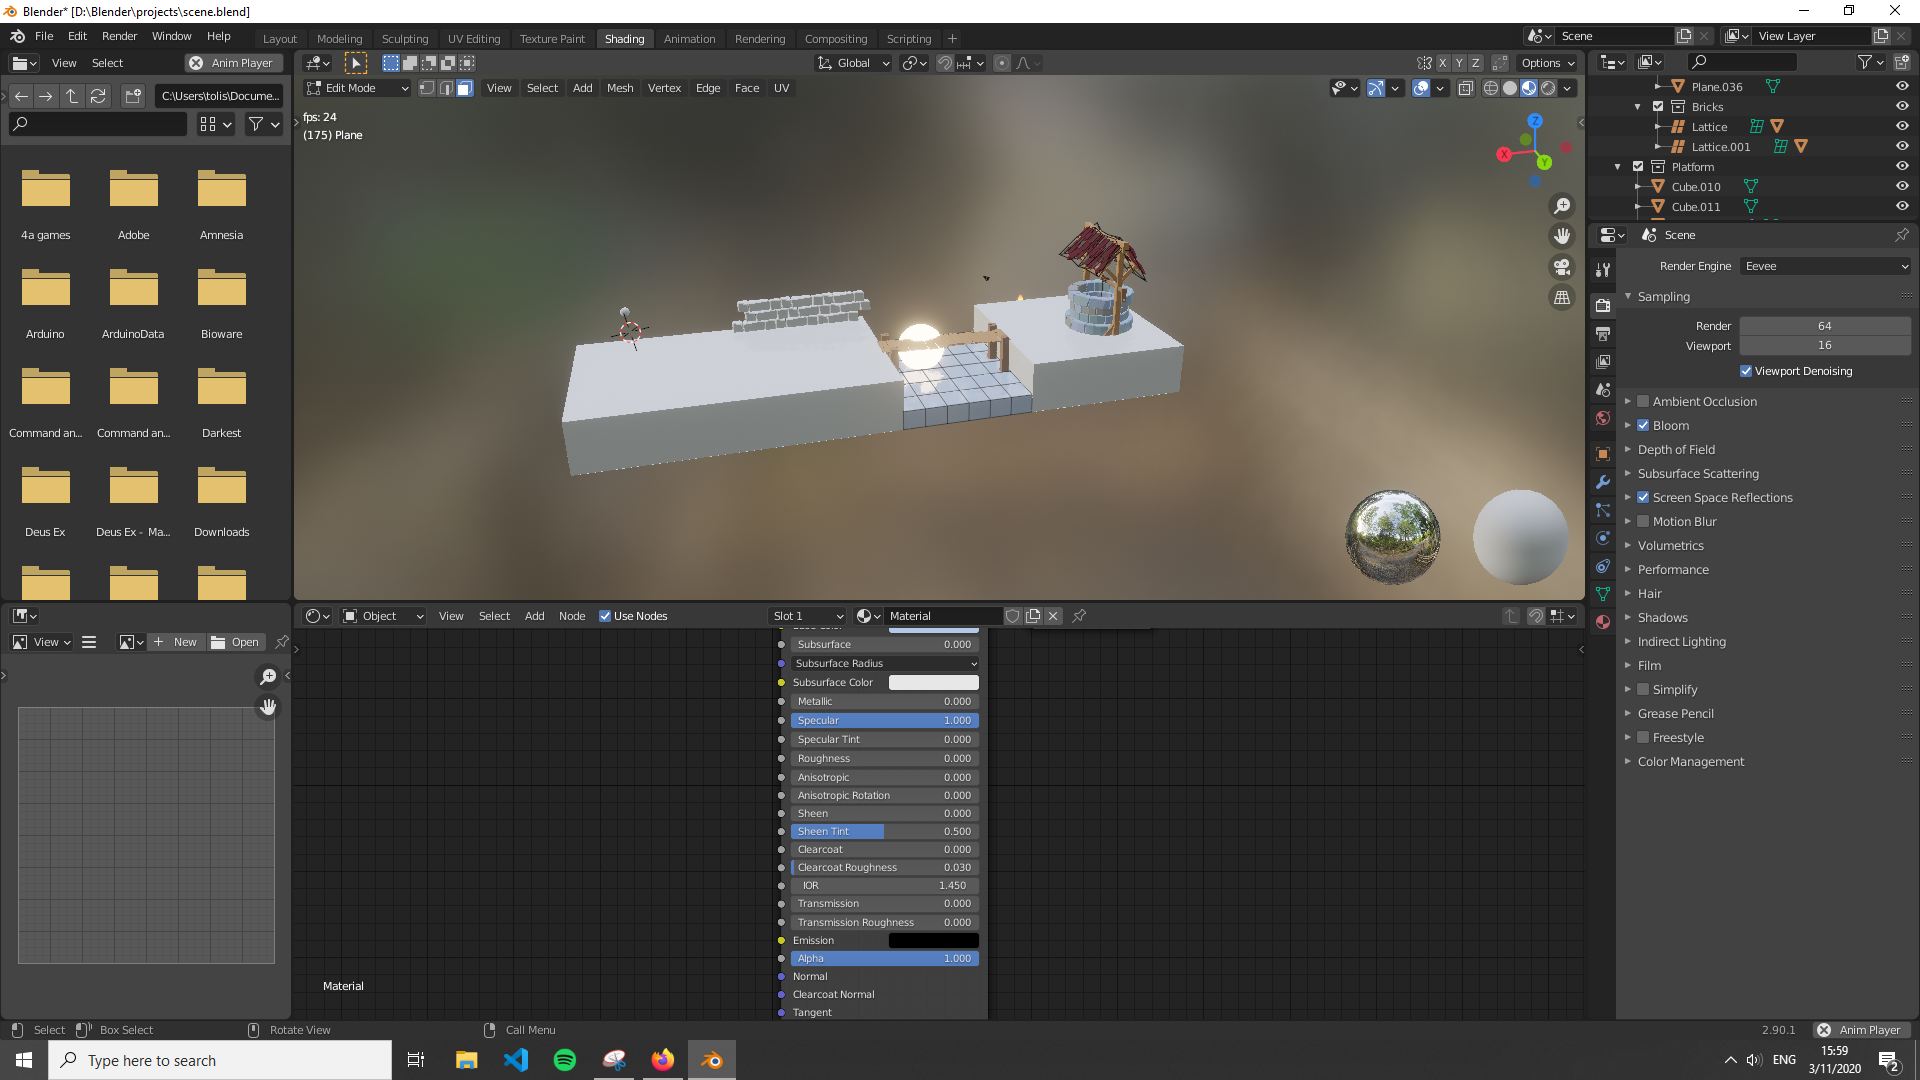 Blender* [D:\Blender\projects\scene.blend]
File Edit Render Window Help
Layout Modeling Sculpting UV Editing Texture Paint Shading Animation Rendering Compositing Scripting
Scene
View Layer
View Select
Anim Player
Global
X Y Z
Options
C:\Users\tolis\Docume...
Edit Mode
View Select Add Mesh Vertex Edge Face UV
fps: 24
(175) Plane
Z
X
Y
4a games
Adobe
Amnesia
Arduino
ArduinoData
Bioware
Command an...
Command an...
Darkest
Deus Ex
Deus Ex - Ma...
Downloads
Plane.036
Bricks
Lattice
Lattice.001
Platform
Cube.010
Cube.011
Scene
Render Engine Eevee
Sampling
Render 64
Viewport 16
Viewport Denoising
Ambient Occlusion
Bloom
Depth of Field
Subsurface Scattering
Screen Space Reflections
Motion Blur
Volumetrics
Performance
Hair
Shadows
Indirect Lighting
Film
Simplify
Grease Pencil
Freestyle
Color Management
View
New
Open
Object View Select Add Node Use Nodes
Slot 1
Material
Subsurface 0.000
Subsurface Radius
Subsurface Color
Metallic 0.000
Specular 1.000
Specular Tint 0.000
Roughness 0.000
Anisotropic 0.000
Anisotropic Rotation 0.000
Sheen 0.000
Sheen Tint 0.500
Clearcoat 0.000
Clearcoat Roughness 0.030
IOR 1.450
Transmission 0.000
Transmission Roughness 0.000
Emission
Alpha 1.000
Normal
Clearcoat Normal
Tangent
Material
Select Box Select Rotate View Call Menu
2.90.1 Anim Player
Type here to search
ENG
15:59
3/11/2020
2